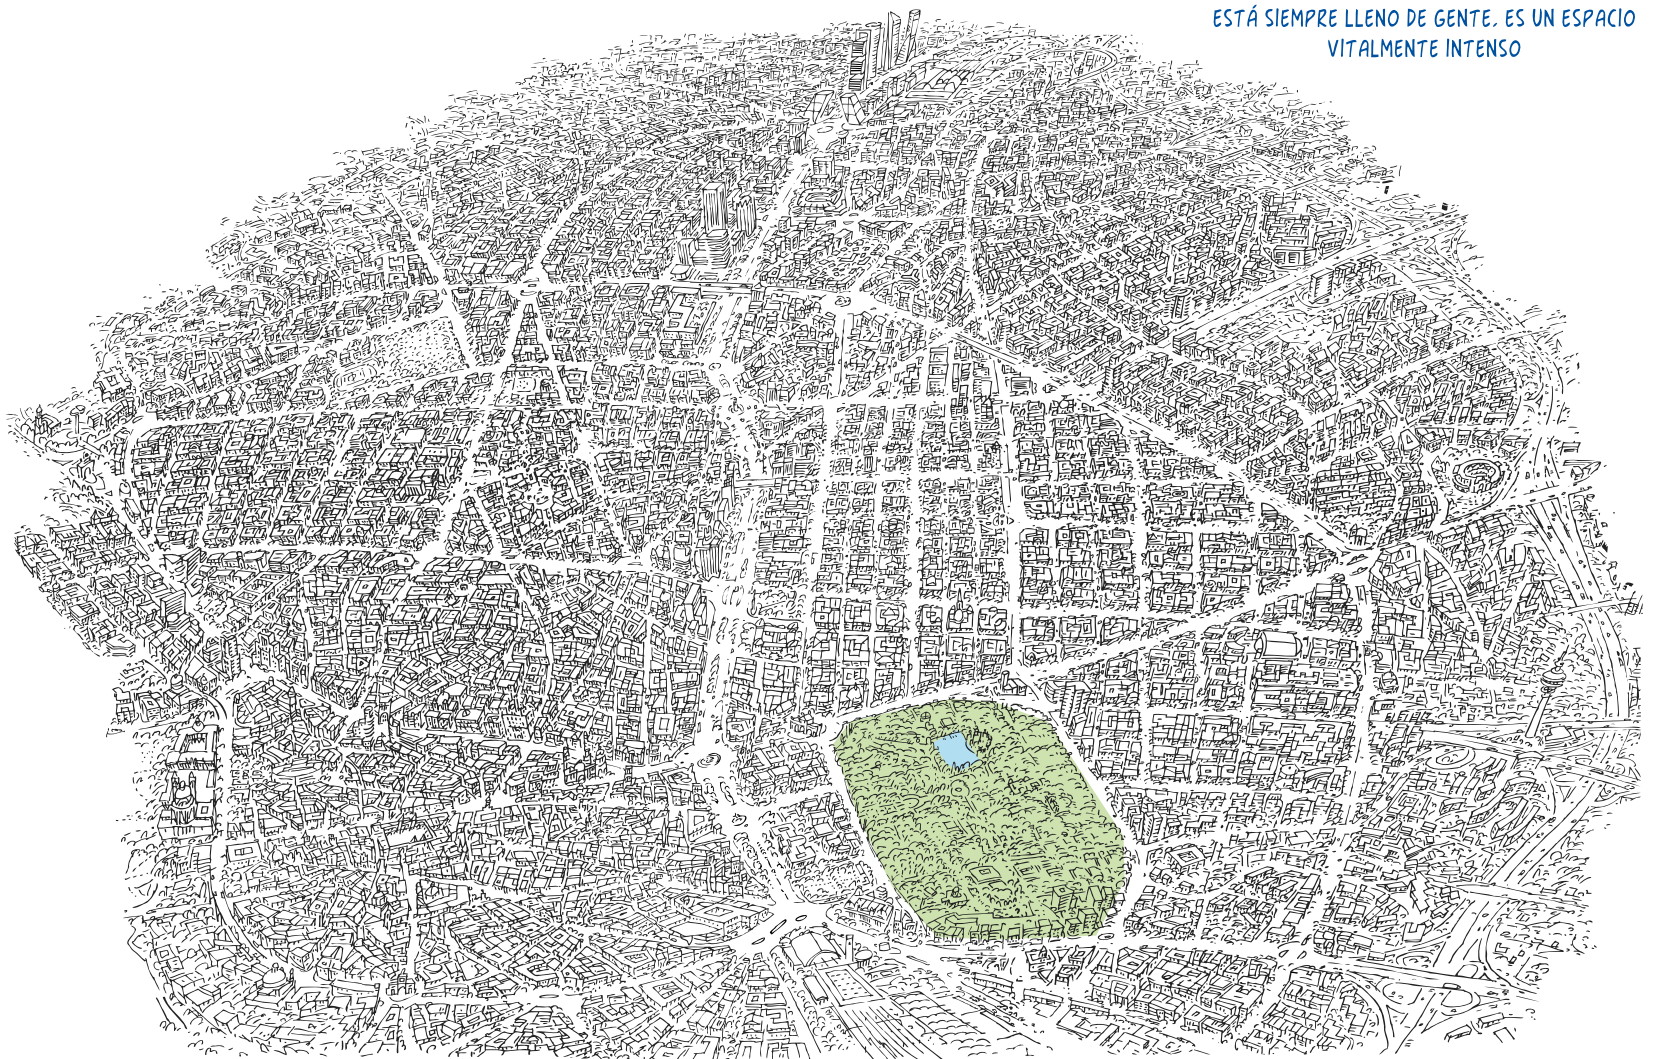 ESTÁ SIEMPRE LLENO DE GENTE. ES UN ESPACIO
VITALMENTE INTENSO